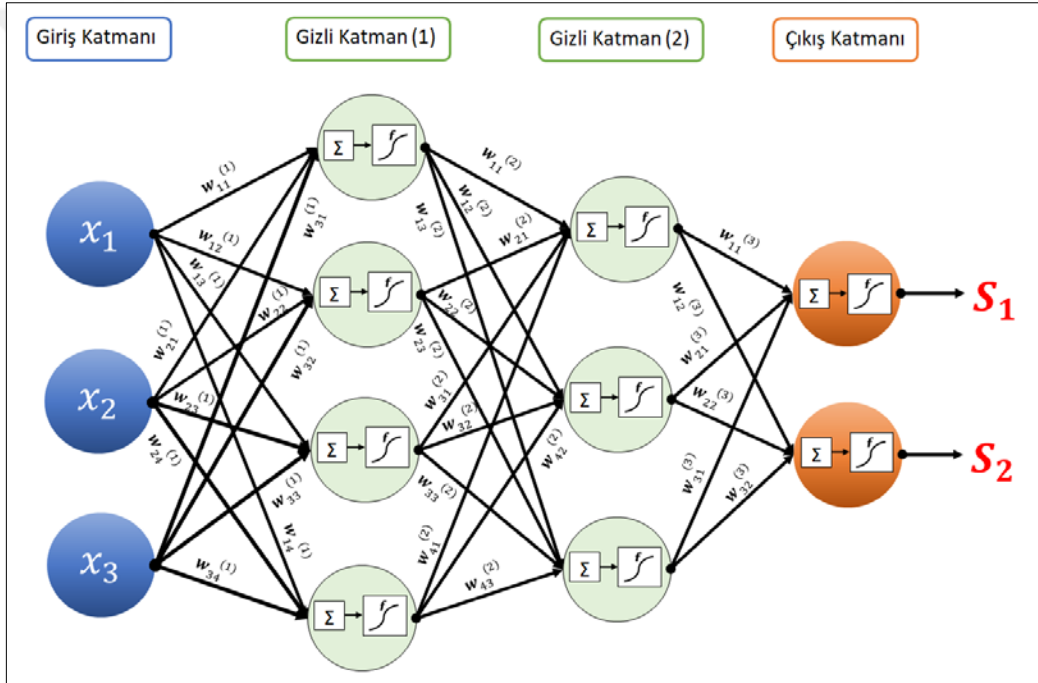 Giriş Katmanı
Gizli Katman (1)
Gizli Katman (2)
Çıkış Katmanı
x₁
x₂
x₃
w₁₁⁽¹⁾
w₁₂⁽¹⁾
w₁₃⁽¹⁾
w₂₁⁽¹⁾
w₂₂⁽¹⁾
w₂₃⁽¹⁾
w₂₄⁽¹⁾
w₃₁⁽¹⁾
w₃₂⁽¹⁾
w₃₃⁽¹⁾
w₁₄⁽¹⁾
w₃₄⁽¹⁾
Σ f
Σ f
Σ f
Σ f
w₁₁⁽²⁾
w₁₂⁽²⁾
w₁₃⁽²⁾
w₂₁⁽²⁾
w₂₂⁽²⁾
w₂₃⁽²⁾
w₃₁⁽²⁾
w₃₂⁽²⁾
w₄₂⁽²⁾
w₃₃⁽²⁾
w₄₁⁽²⁾
w₄₃⁽²⁾
Σ f
Σ f
Σ f
w₁₁⁽³⁾
w₁₂⁽³⁾
w₂₁⁽³⁾
w₂₂⁽³⁾
w₃₁⁽³⁾
w₃₂⁽³⁾
Σ f
Σ f
S₁
S₂